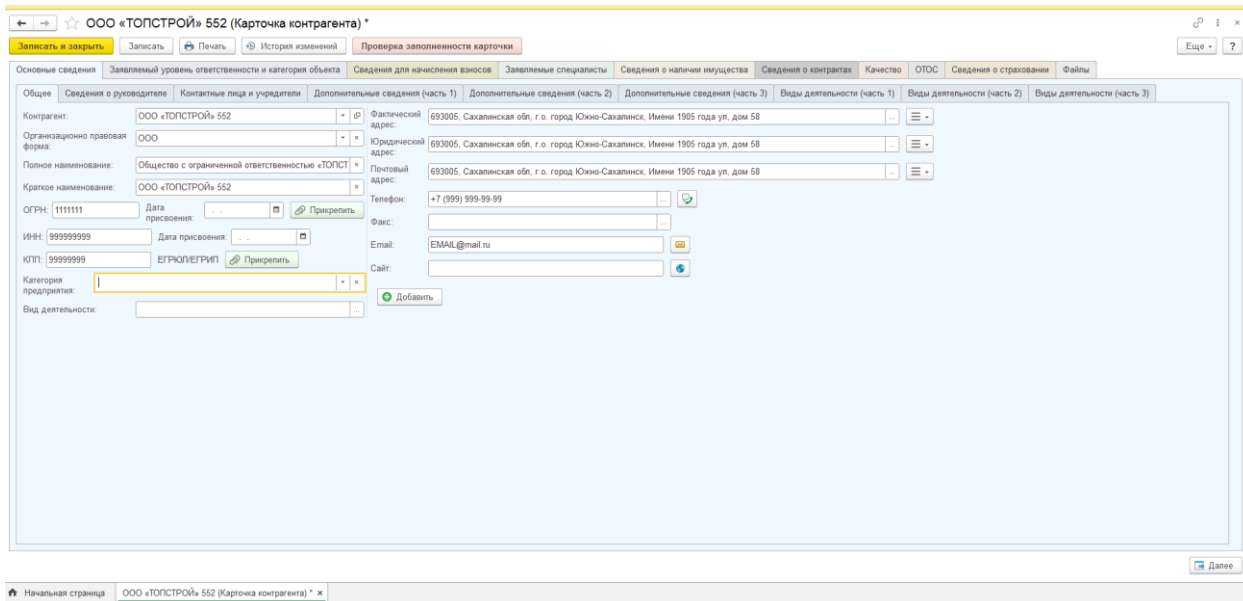 ООО «ТОПСТРОЙ» 552 (Карточка контрагента) *
Записать и закрыть Записать Печать История изменений Проверка заполненности карточки Еще ?
Основные сведения Заявляемый уровень ответственности и категория объекта Сведения для начисления взносов Заявляемые специалисты Сведения о наличии имущества Сведения о контрактах Качество ОТОС Сведения о страховании Файлы
Общее Сведения о руководителе Контактные лица и учредители Дополнительные сведения (часть 1) Дополнительные сведения (часть 2) Дополнительные сведения (часть 3) Виды деятельности (часть 1) Виды деятельности (часть 2) Виды деятельности (часть 3)
Контрагент: ООО «ТОПСТРОЙ» 552
Организационно правовая
форма: ООО
Полное наименование: Общество с ограниченной ответственностью «ТОПСТ
Краткое наименование: ООО «ТОПСТРОЙ» 552
ОГРН: 1111111 Дата
присвоения: . . Прикрепить
ИНН: 999999999 Дата присвоения: . .
КПП: 99999999 ЕГРЮЛ/ЕГРИП Прикрепить
Категория
предприятия:
Вид деятельности:
Фактический
адрес: 693005, Сахалинская обл, г.о. город Южно-Сахалинск, Имени 1905 года ул, дом 58
Юридический
адрес: 693005, Сахалинская обл, г.о. город Южно-Сахалинск, Имени 1905 года ул, дом 58
Почтовый
адрес: 693005, Сахалинская обл, г.о. город Южно-Сахалинск, Имени 1905 года ул, дом 58
Телефон: +7 (999) 999-99-99
Факс:
Email: EMAIL@mail.ru
Сайт:
Добавить
Далее
Начальная страница ООО «ТОПСТРОЙ» 552 (Карточка контрагента) * ×